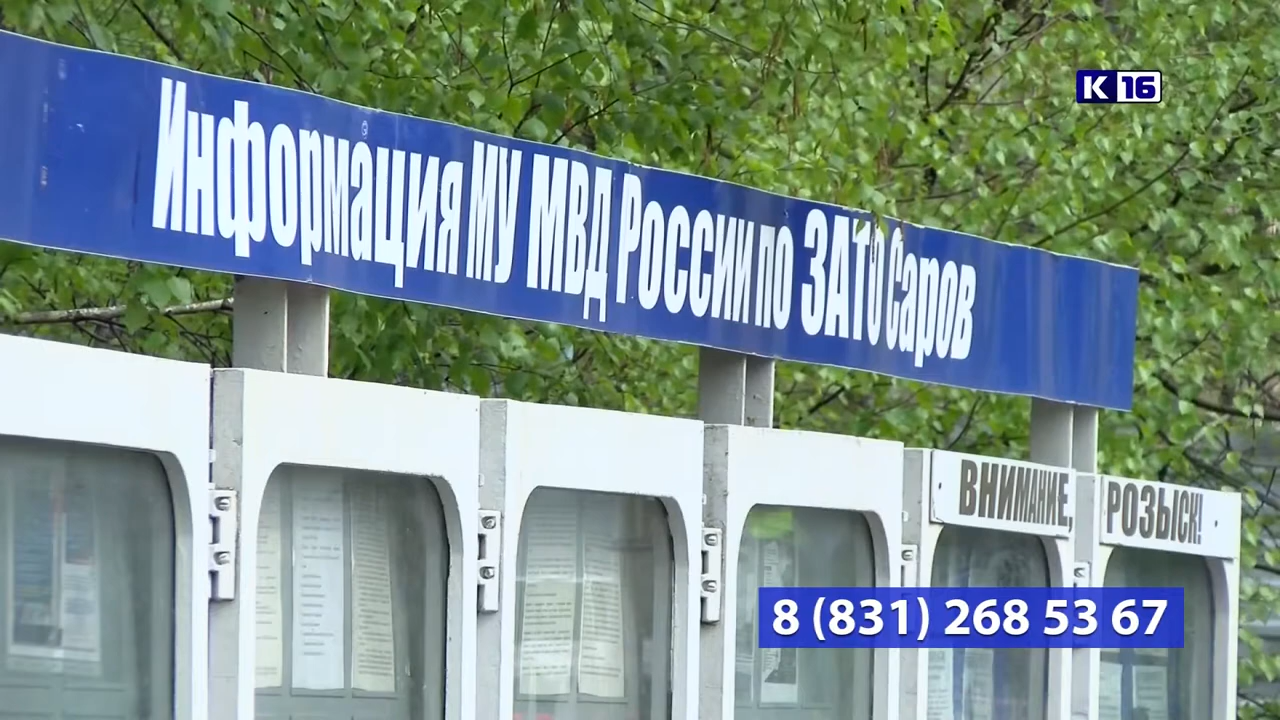 К 16
Информация МУ МВД России по ЗАТО Саров
ВНИМАНИЕ, РОЗЫСК!
8 (831) 268 53 67